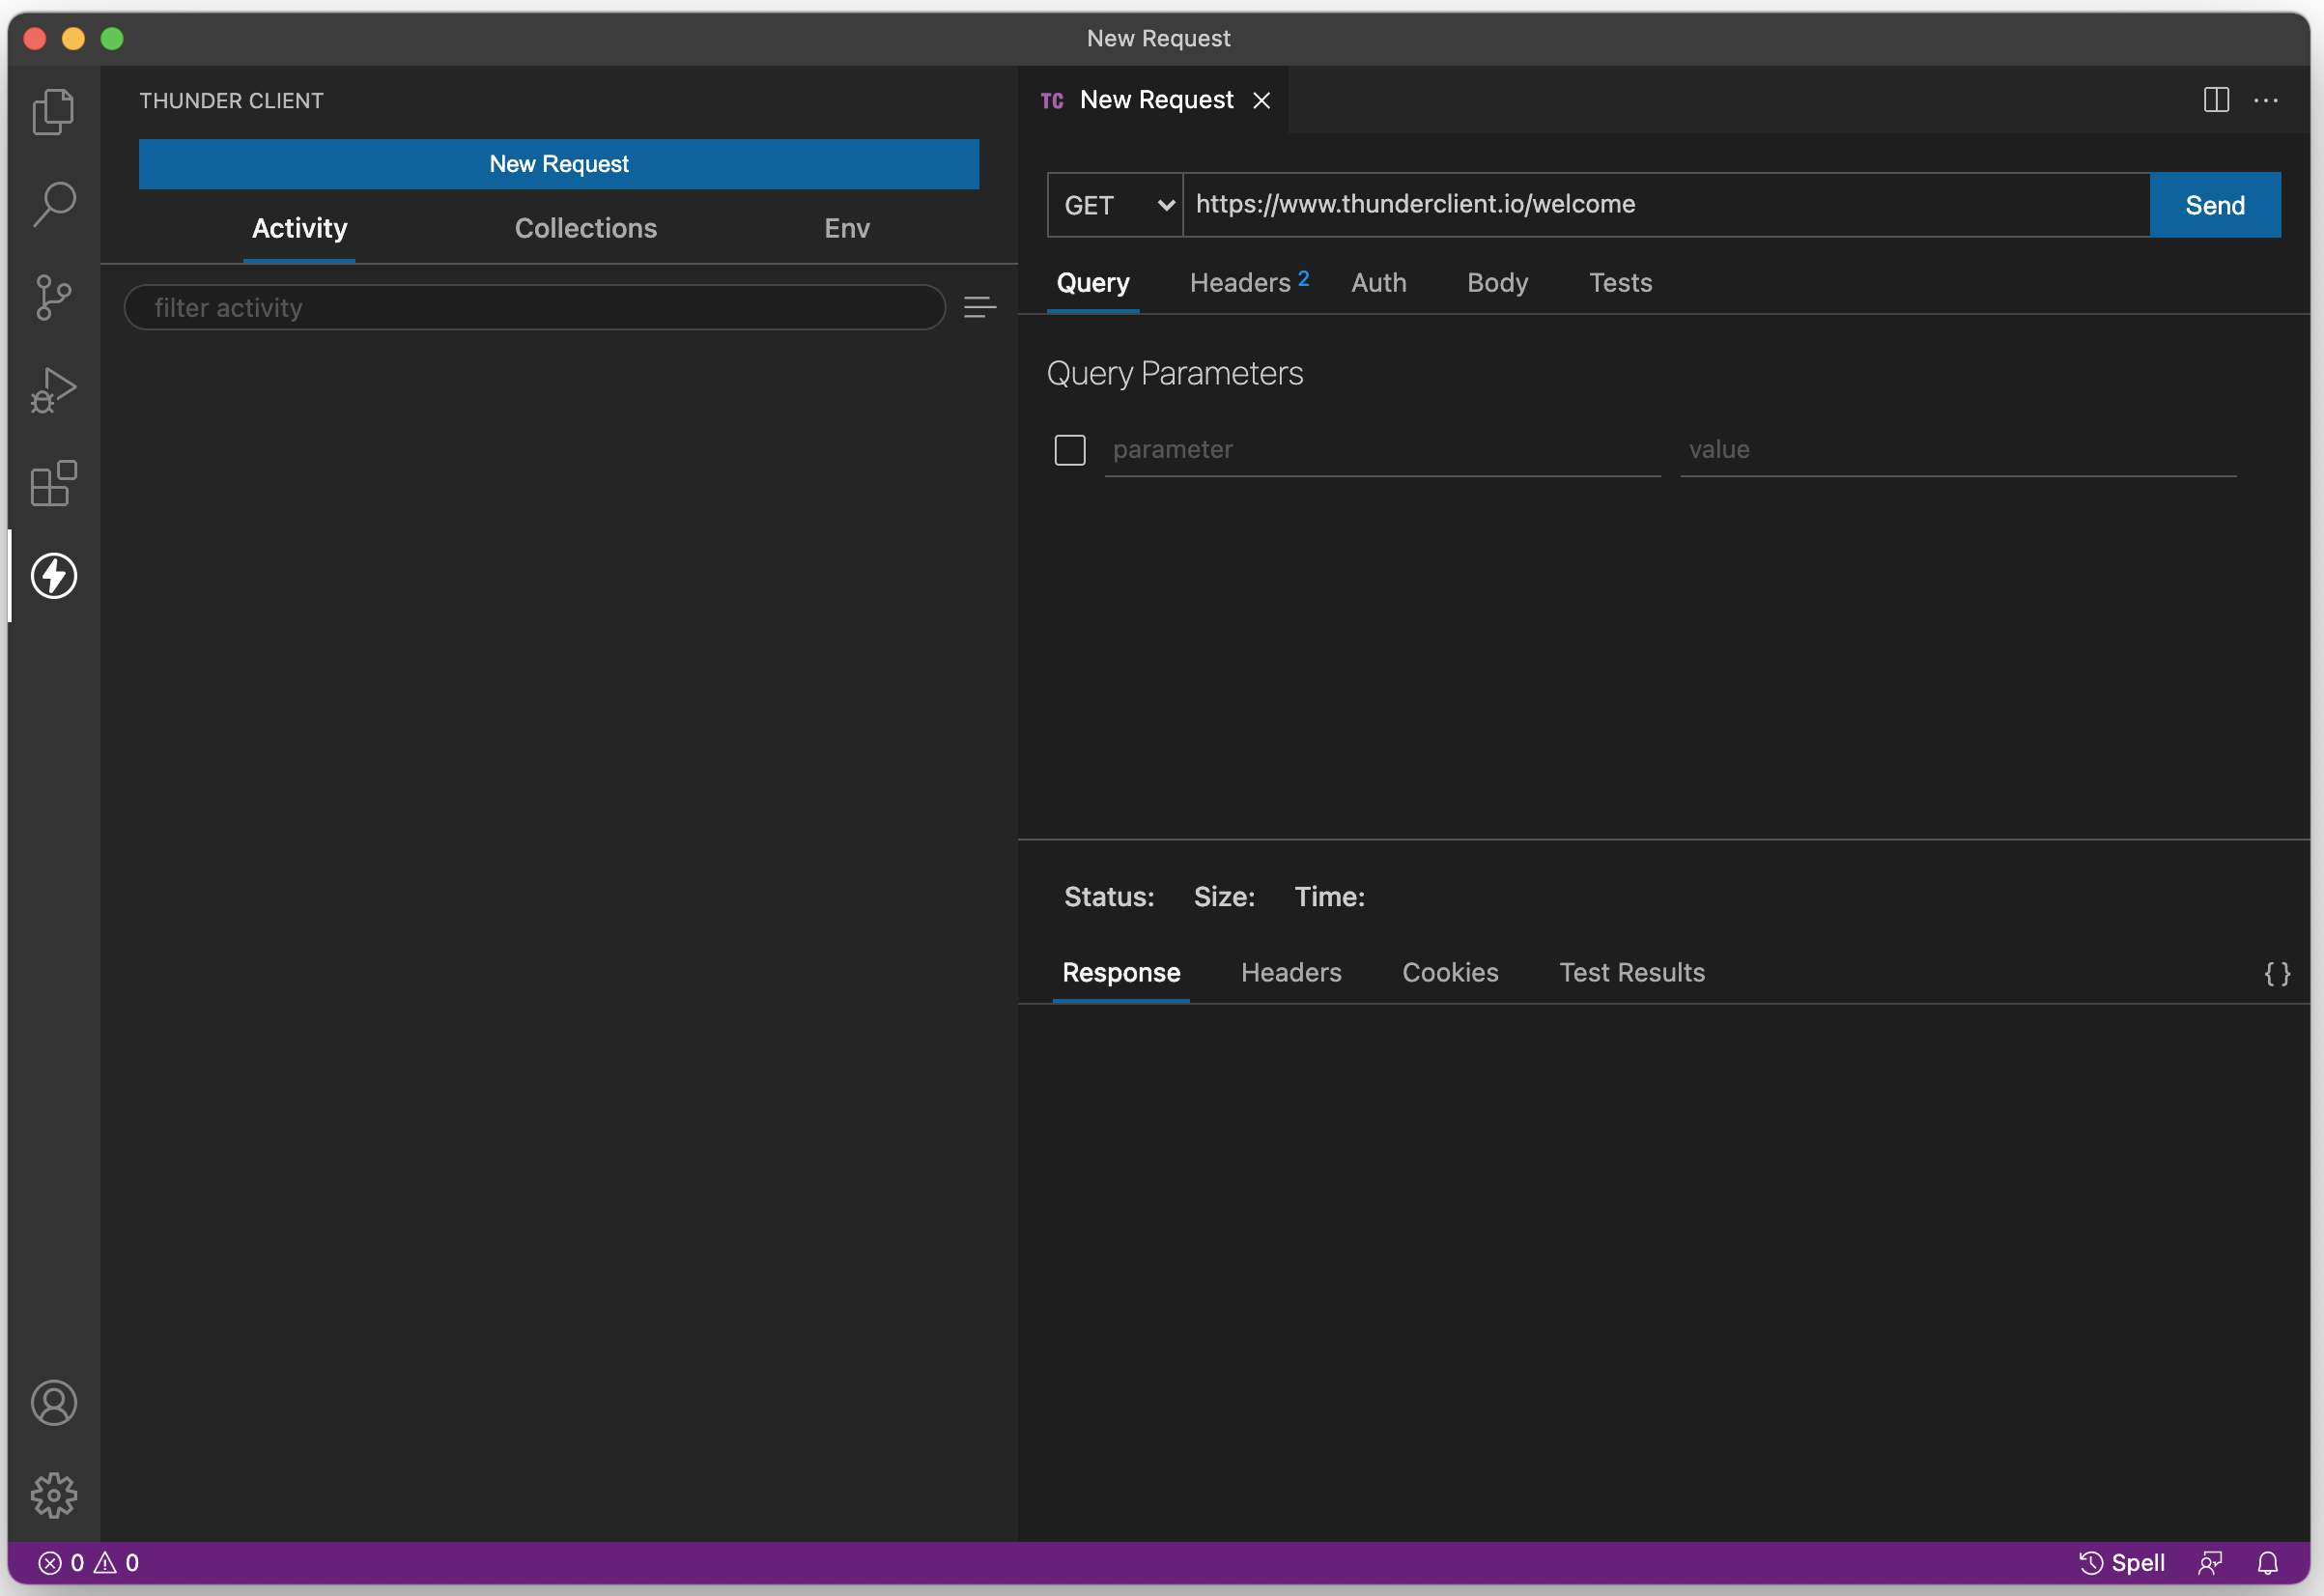 New Request
THUNDER CLIENT
New Request
Activity Collections Env
filter activity
TC New Request
GET https://www.thunderclient.io/welcome Send
Query Headers 2 Auth Body Tests
Query Parameters
parameter value
Status: Size: Time:
Response Headers Cookies Test Results { }
0 0 Spell